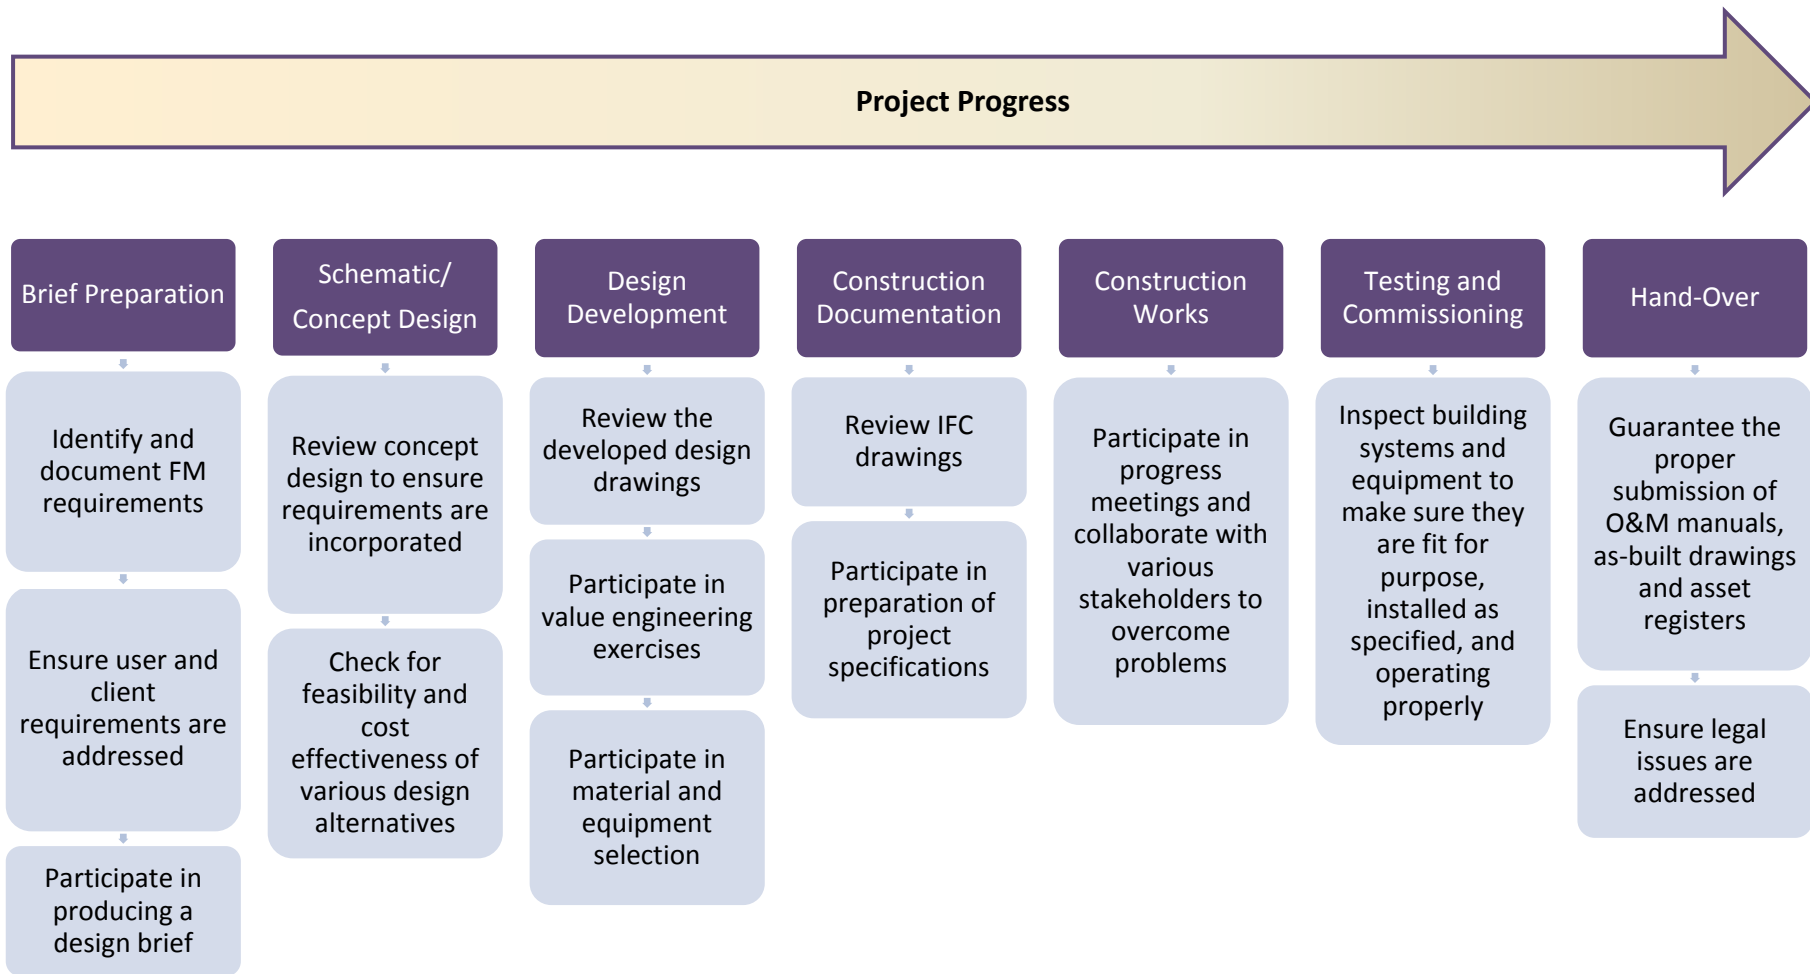 Project Progress
Brief Preparation
Identify and
document FM
requirements
Ensure user and
client
requirements are
addressed
Participate in
producing a
design brief
Schematic/
Concept Design
Review concept
design to ensure
requirements are
incorporated
Check for
feasibility and
cost
effectiveness of
various design
alternatives
Design
Development
Review the
developed design
drawings
Participate in
value engineering
exercises
Participate in
material and
equipment
selection
Construction
Documentation
Review IFC
drawings
Participate in
preparation of
project
specifications
Construction
Works
Participate in
progress
meetings and
collaborate with
various
stakeholders to
overcome
problems
Testing and
Commissioning
Inspect building
systems and
equipment to
make sure they
are fit for
purpose,
installed as
specified, and
operating
properly
Hand-Over
Guarantee the
proper
submission of
O&M manuals,
as-built drawings
and asset
registers
Ensure legal
issues are
addressed